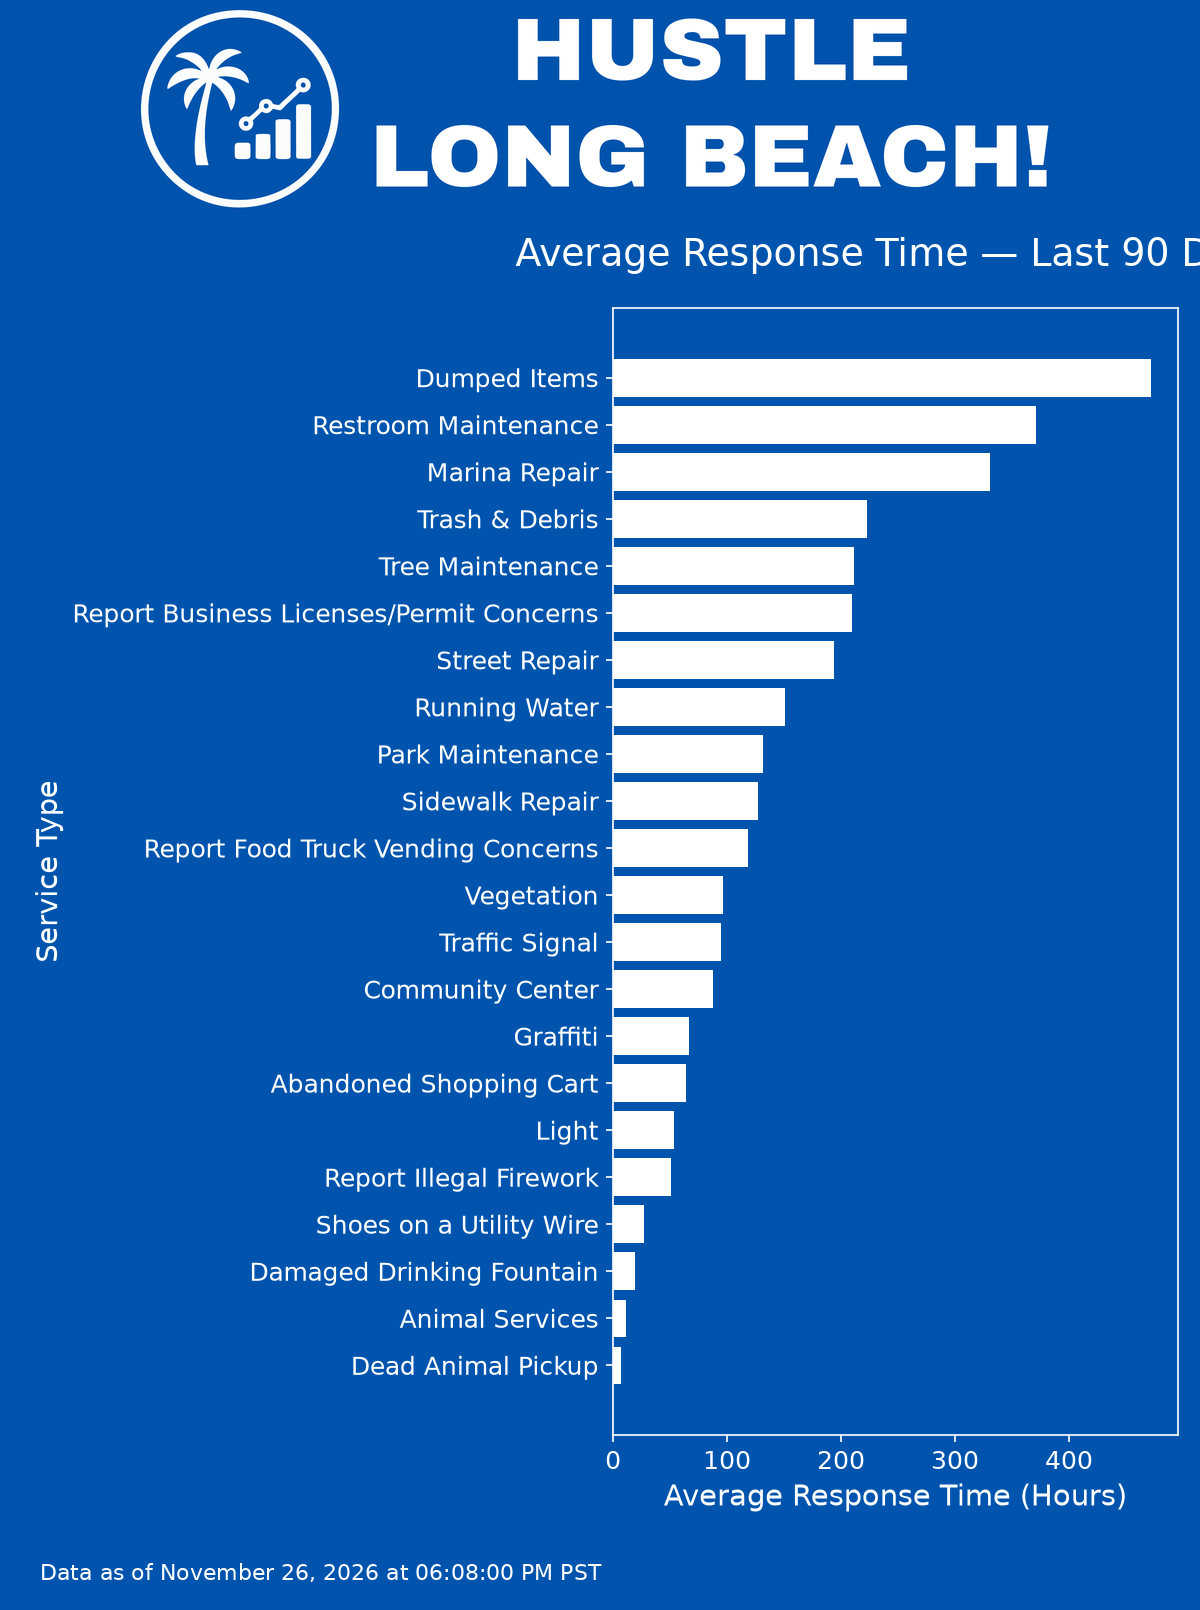 HUSTLE
LONG BEACH!
Average Response Time — Last 90 D
Dumped Items
Restroom Maintenance
Marina Repair
Trash & Debris
Tree Maintenance
Report Business Licenses/Permit Concerns
Street Repair
Running Water
Park Maintenance
Sidewalk Repair
Report Food Truck Vending Concerns
Vegetation
Traffic Signal
Community Center
Graffiti
Abandoned Shopping Cart
Light
Report Illegal Firework
Shoes on a Utility Wire
Damaged Drinking Fountain
Animal Services
Dead Animal Pickup
Service Type
0 100 200 300 400
Average Response Time (Hours)
Data as of November 26, 2026 at 06:08:00 PM PST